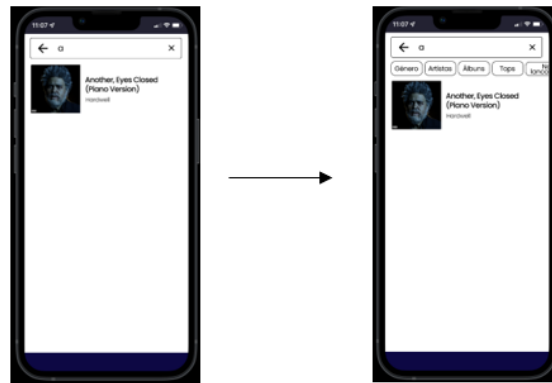 11:07
a
Another, Eyes Closed
(Piano Version)
Hardwell
11:07
a
Género Artistas Álbuns Tops
Another, Eyes Closed
(Piano Version)
Hardwell